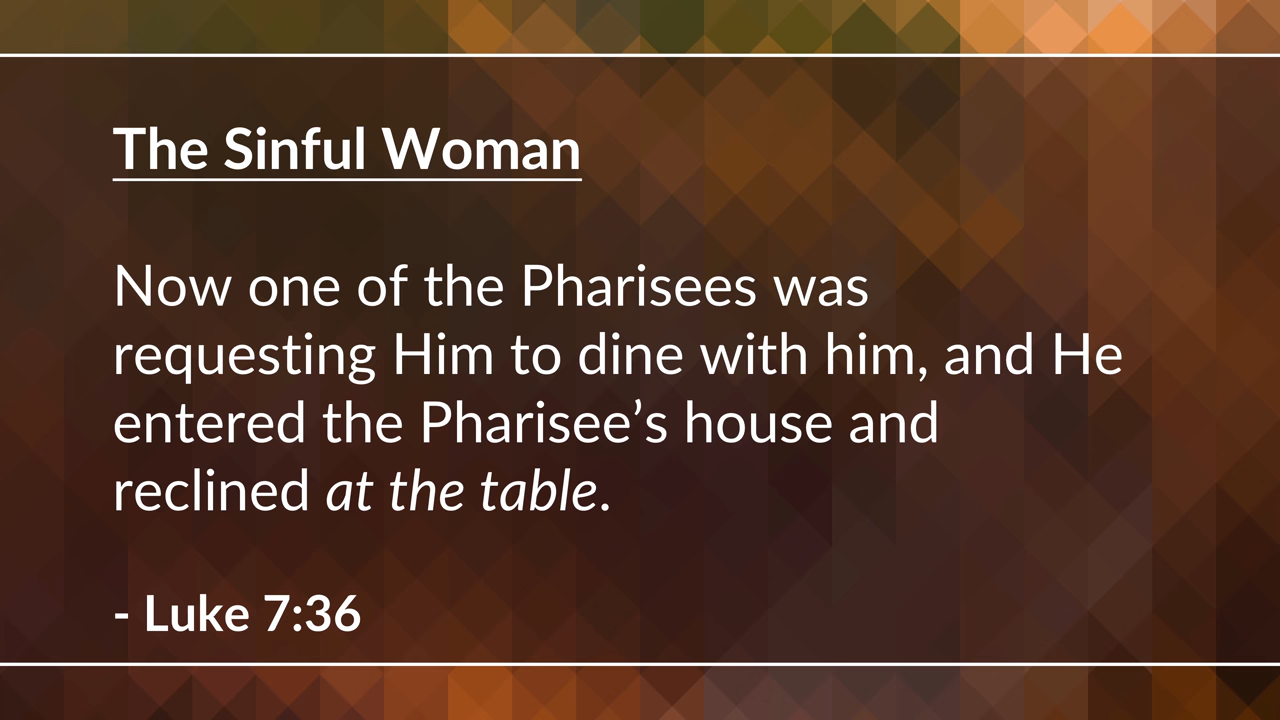 The Sinful Woman
Now one of the Pharisees was
requesting Him to dine with him, and He
entered the Pharisee’s house and
reclined at the table.
- Luke 7:36